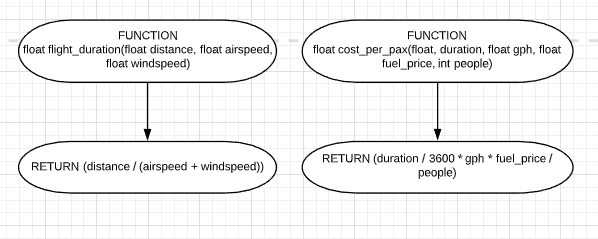 FUNCTION
float flight_duration(float distance, float airspeed,
float windspeed)
RETURN (distance / (airspeed + windspeed))
FUNCTION
float cost_per_pax(float, duration, float gph, float
fuel_price, int people)
RETURN (duration / 3600 * gph * fuel_price /
people)